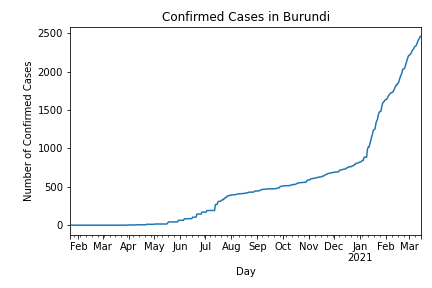 Confirmed Cases in Burundi
Number of Confirmed Cases
2500
2000
1500
1000
500
0
Feb Mar Apr May Jun Jul Aug Sep Oct Nov Dec Jan Feb Mar
2021
Day